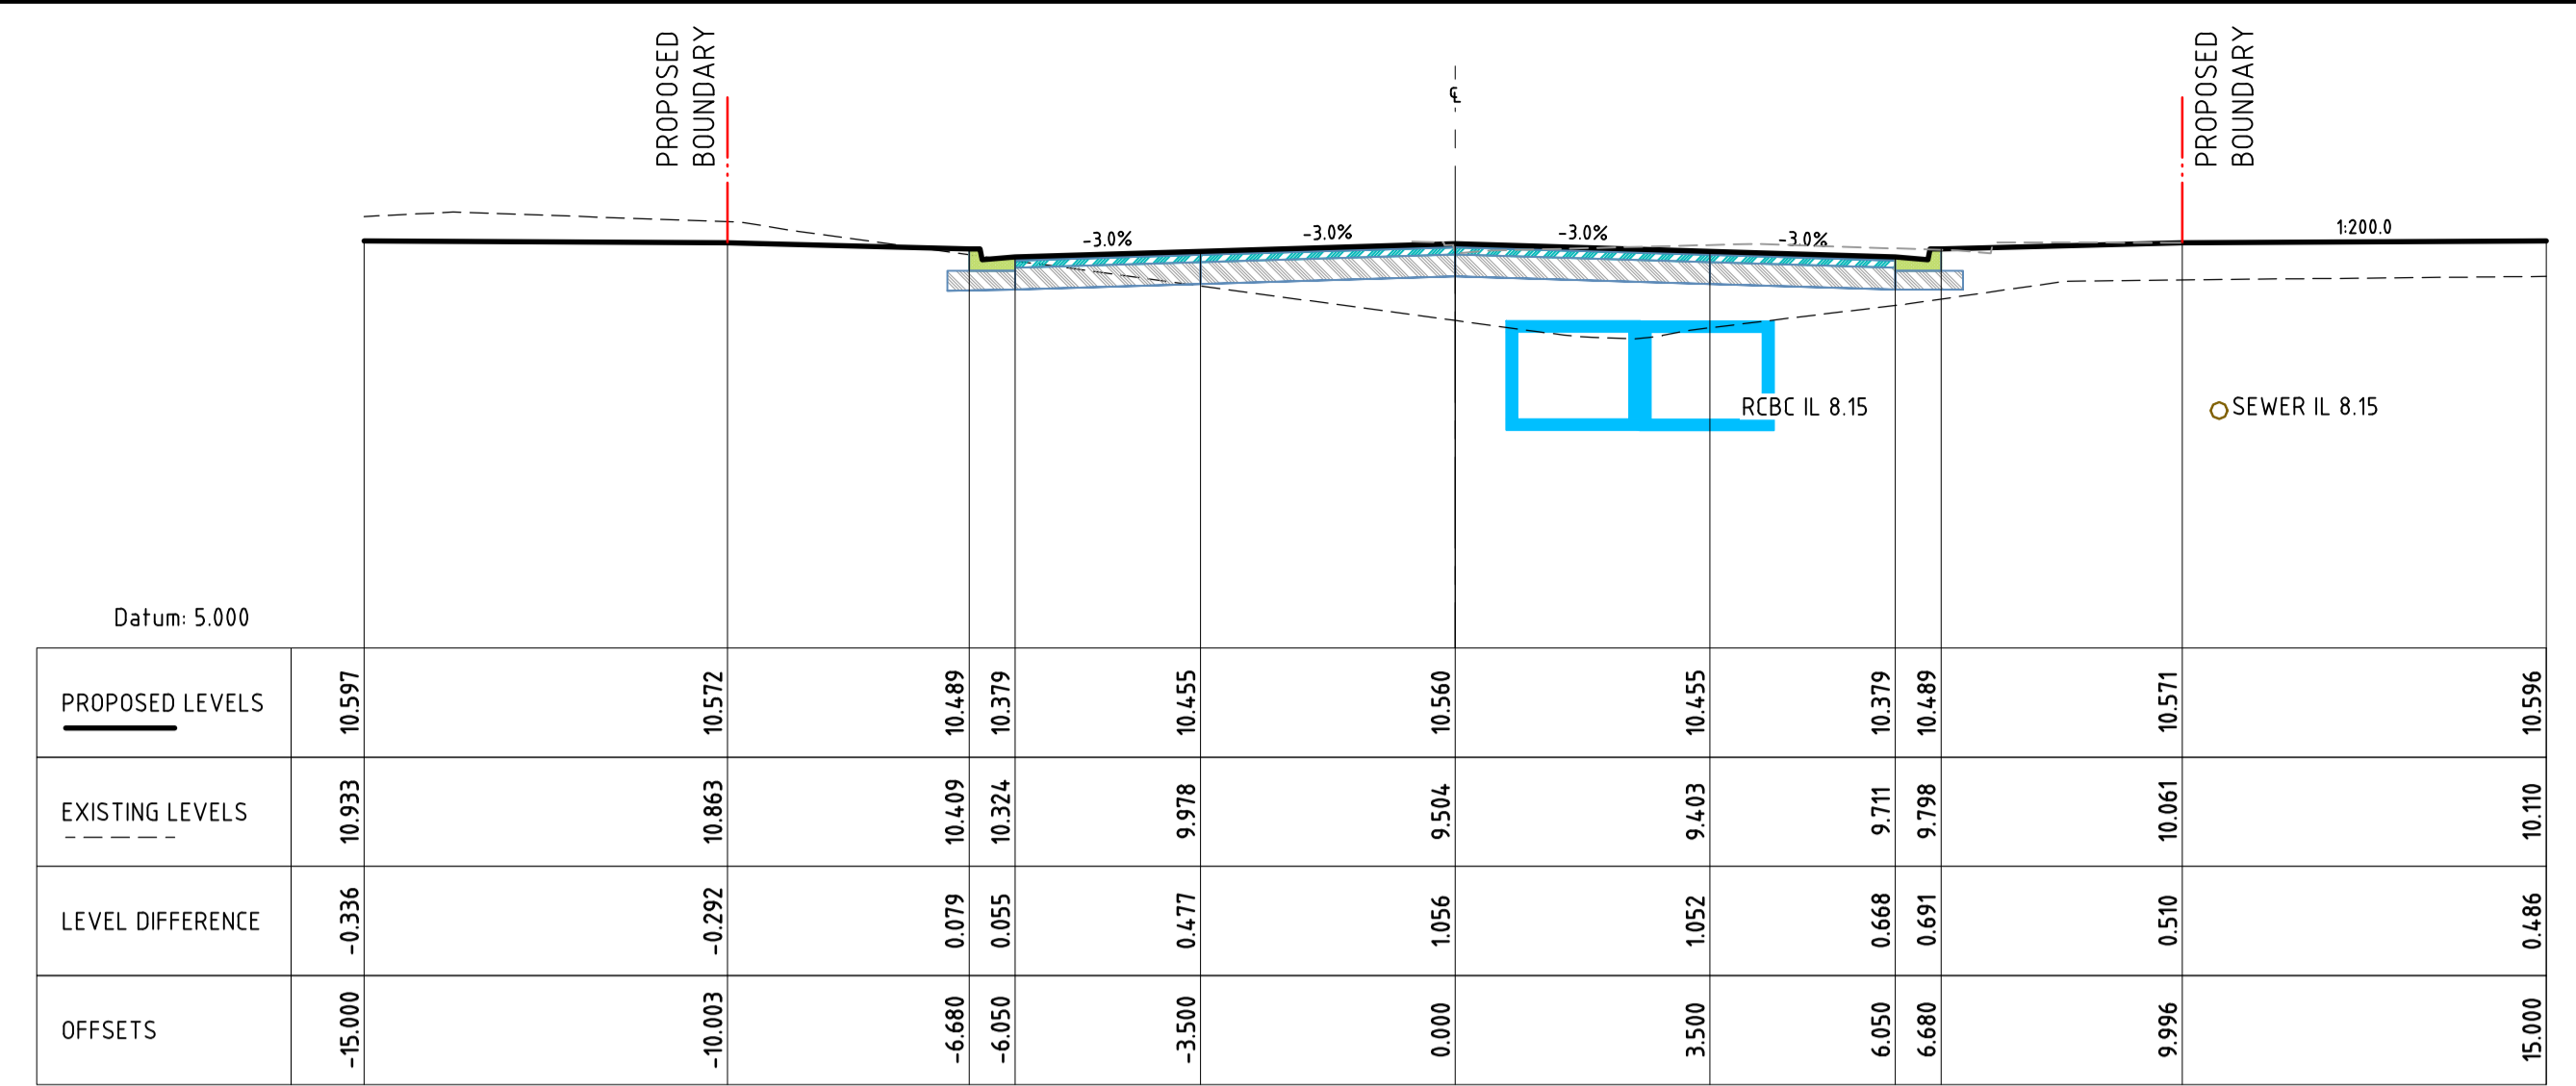 PROPOSED
BOUNDARY
PROPOSED
BOUNDARY
℄
-3.0%
-3.0%
-3.0%
-3.0%
1:200.0
RCBC IL 8.15
SEWER IL 8.15
Datum: 5.000
PROPOSED LEVELS 10.597 10.572 10.489 10.379 10.455 10.560 10.455 10.379 10.489 10.571 10.596
EXISTING LEVELS 10.933 10.863 10.409 10.324 9.978 9.504 9.403 9.711 9.798 10.061 10.110
LEVEL DIFFERENCE -0.336 -0.292 0.079 0.055 0.477 1.056 1.052 0.668 0.691 0.510 0.486
OFFSETS -15.000 -10.003 -6.680 -6.050 -3.500 0.000 3.500 6.050 6.680 9.996 15.000